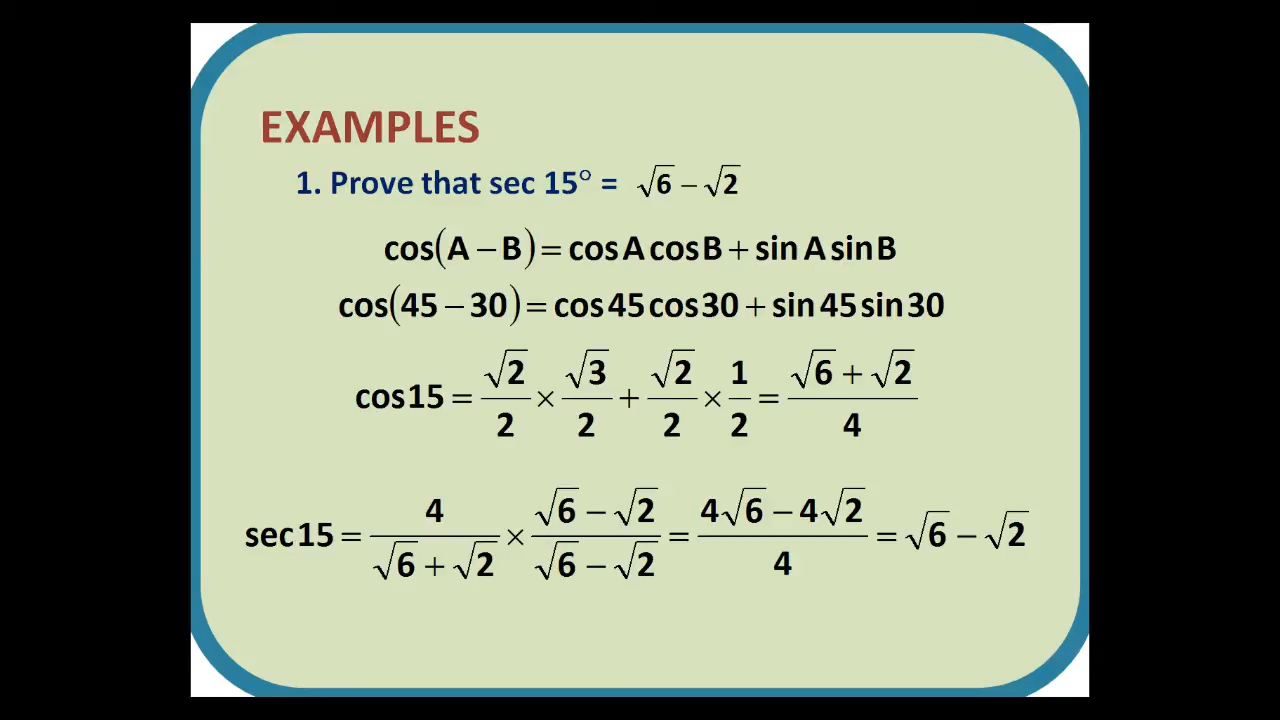 EXAMPLES
1. Prove that sec 15° = √6 − √2
cos(A − B) = cos A cos B + sin A sin B
cos(45 − 30) = cos 45 cos 30 + sin 45 sin 30
cos 15 = √2/2 × √3/2 + √2/2 × 1/2 = (√6 + √2)/4
sec 15 = 4/(√6 + √2) × (√6 − √2)/(√6 − √2) = (4√6 − 4√2)/4 = √6 − √2